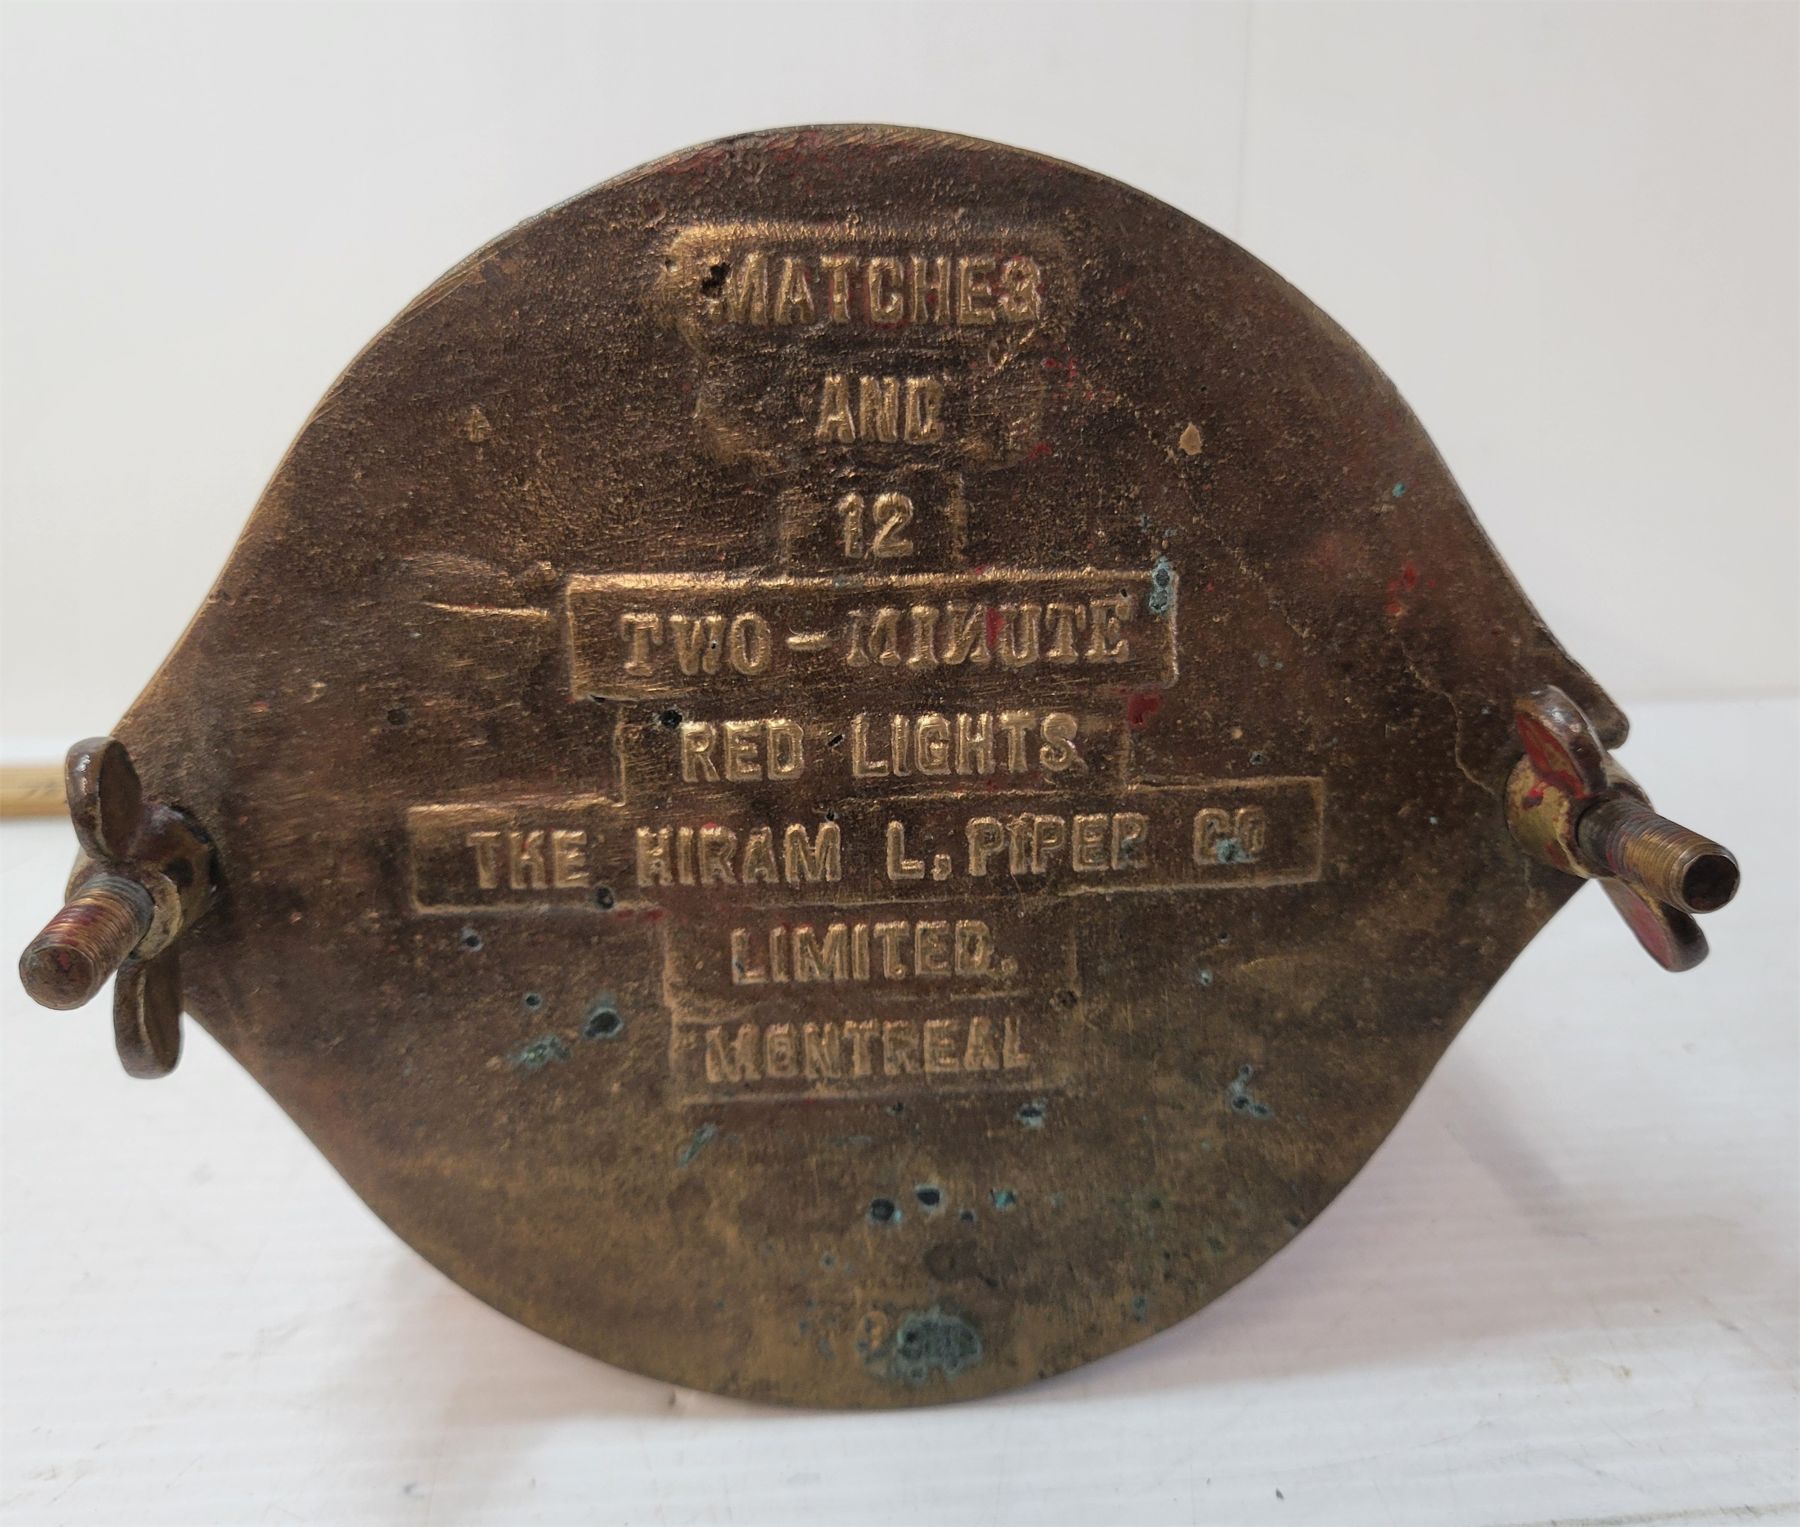 MATCHES
AND
12
TWO-MINUTE
RED LIGHTS
THE HIRAM L, PIPER CO
LIMITED.
MONTREAL